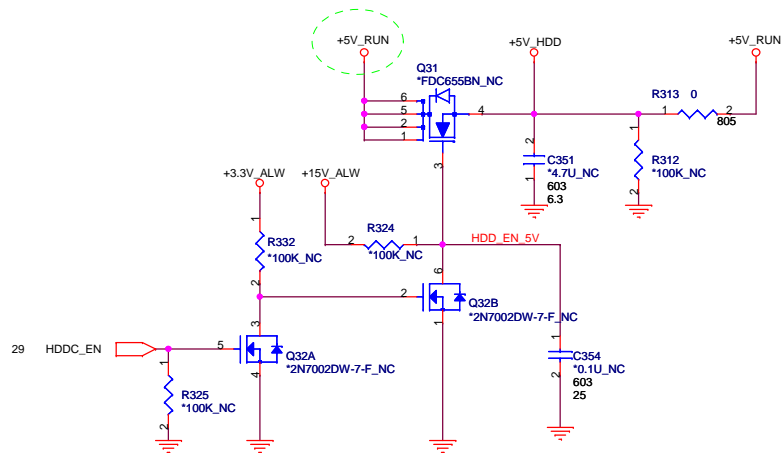 +5V_RUN
+5V_HDD
+5V_RUN
Q31
*FDC655BN_NC
6
5
2
1
4
3
R313 0
1
2
805
2
C351
1
*4.7U_NC
603
6.3
1
R312
*100K_NC
2
+3.3V_ALW
+15V_ALW
1
R332
*100K_NC
2
R324
2
1
*100K_NC
HDD_EN_5V
6
2
Q32B
*2N7002DW-7-F_NC
1
3
29 HDDC_EN
5
Q32A
*2N7002DW-7-F_NC
4
1
R325
*100K_NC
2
1
C354
*0.1U_NC
2
603
25